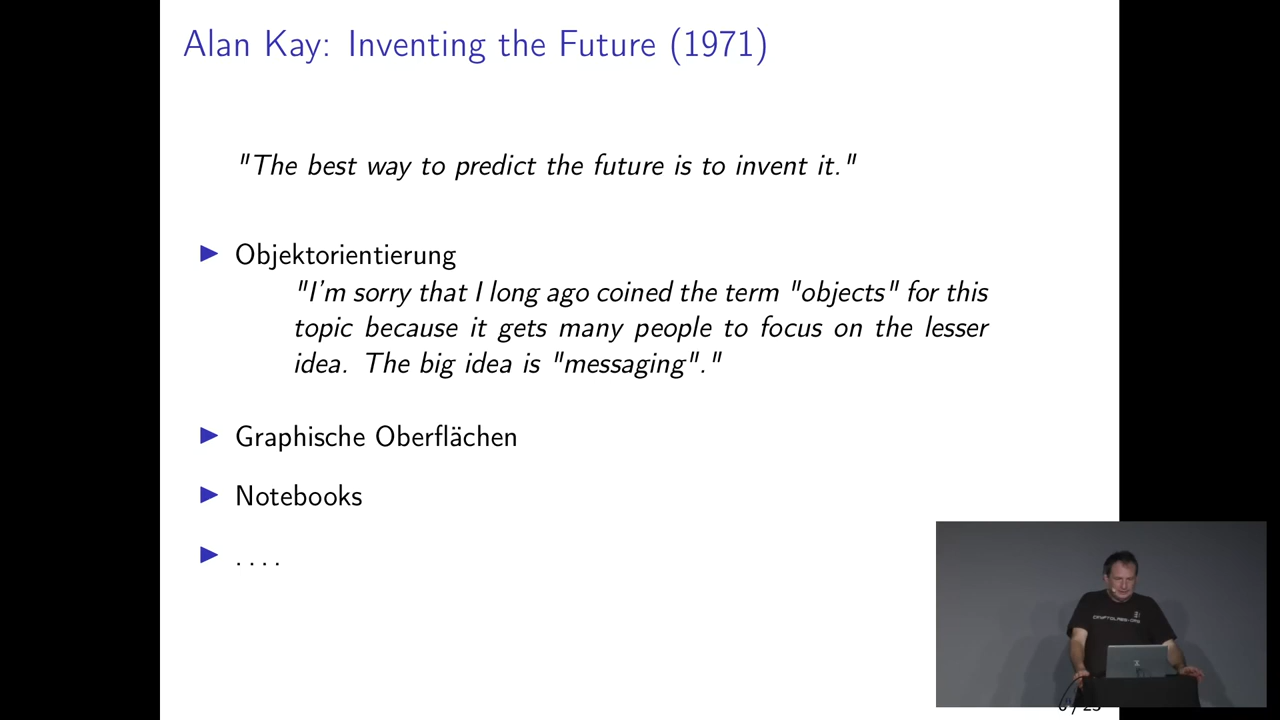 Alan Kay: Inventing the Future (1971)
"The best way to predict the future is to invent it."
▶ Objektorientierung
"I'm sorry that I long ago coined the term "objects" for this
topic because it gets many people to focus on the lesser
idea. The big idea is "messaging"."
▶ Graphische Oberflächen
▶ Notebooks
▶ . . . .